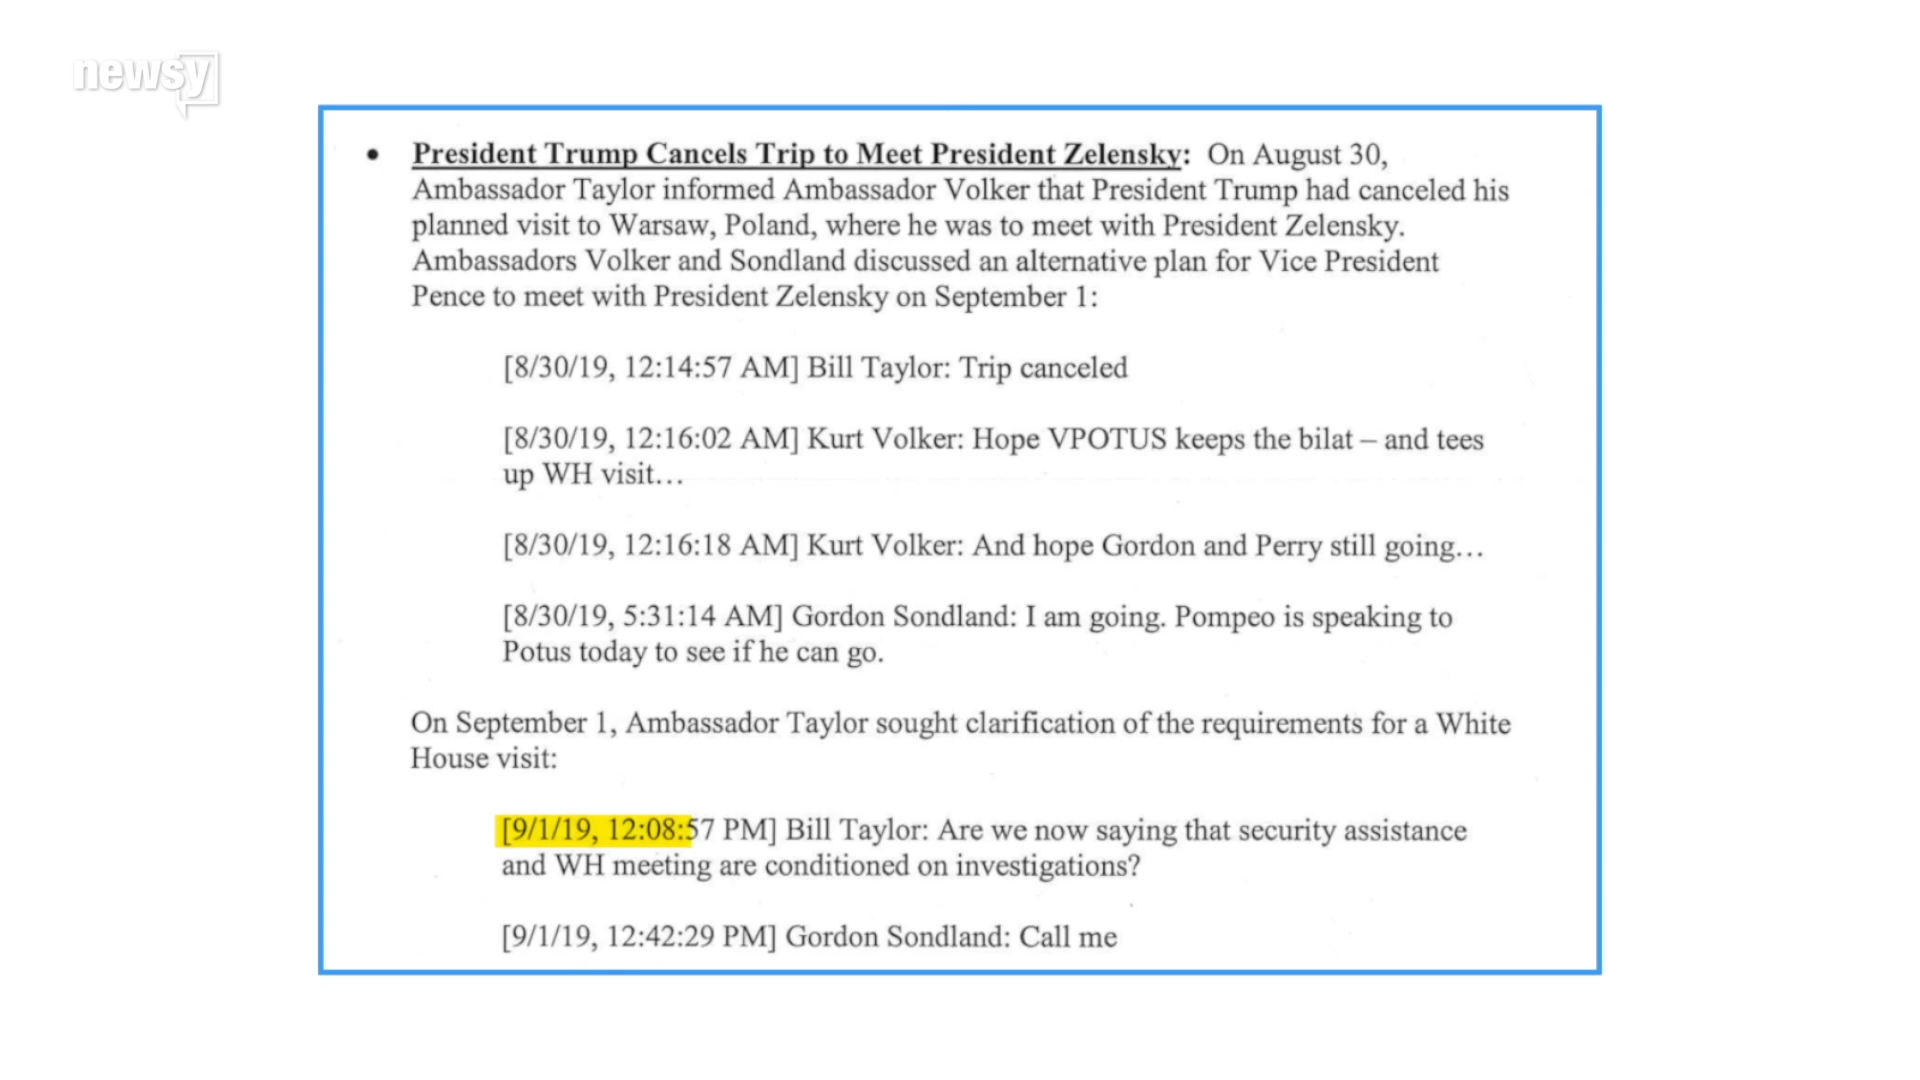 newsy
• President Trump Cancels Trip to Meet President Zelensky: On August 30,
Ambassador Taylor informed Ambassador Volker that President Trump had canceled his
planned visit to Warsaw, Poland, where he was to meet with President Zelensky.
Ambassadors Volker and Sondland discussed an alternative plan for Vice President
Pence to meet with President Zelensky on September 1:
[8/30/19, 12:14:57 AM] Bill Taylor: Trip canceled
[8/30/19, 12:16:02 AM] Kurt Volker: Hope VPOTUS keeps the bilat – and tees
up WH visit…
[8/30/19, 12:16:18 AM] Kurt Volker: And hope Gordon and Perry still going…
[8/30/19, 5:31:14 AM] Gordon Sondland: I am going. Pompeo is speaking to
Potus today to see if he can go.
On September 1, Ambassador Taylor sought clarification of the requirements for a White
House visit:
[9/1/19, 12:08:57 PM] Bill Taylor: Are we now saying that security assistance
and WH meeting are conditioned on investigations?
[9/1/19, 12:42:29 PM] Gordon Sondland: Call me